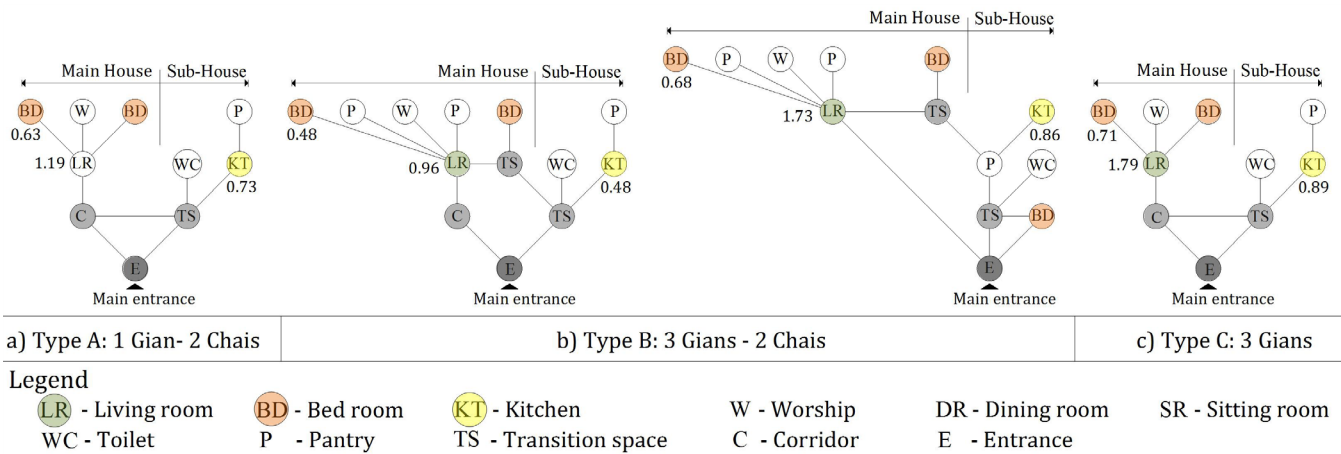 Main House Sub-House
BD W BD P
0.63
1.19 LR WC KT
0.73
C TS
E
Main entrance
Main House Sub-House
BD P W P BD P
0.48
0.96 LR TS WC KT
0.48
C TS
E
Main entrance
Main House Sub-House
BD P W P BD
0.68
1.73 LR TS KT
0.86
P WC
TS BD
E
Main entrance
Main House Sub-House
BD W BD P
0.71
1.79 LR WC KT
0.89
C TS
E
Main entrance
a) Type A: 1 Gian- 2 Chais
b) Type B: 3 Gians - 2 Chais
c) Type C: 3 Gians
Legend
LR - Living room BD - Bed room KT - Kitchen W - Worship DR - Dining room SR - Sitting room
WC - Toilet P - Pantry TS - Transition space C - Corridor E - Entrance